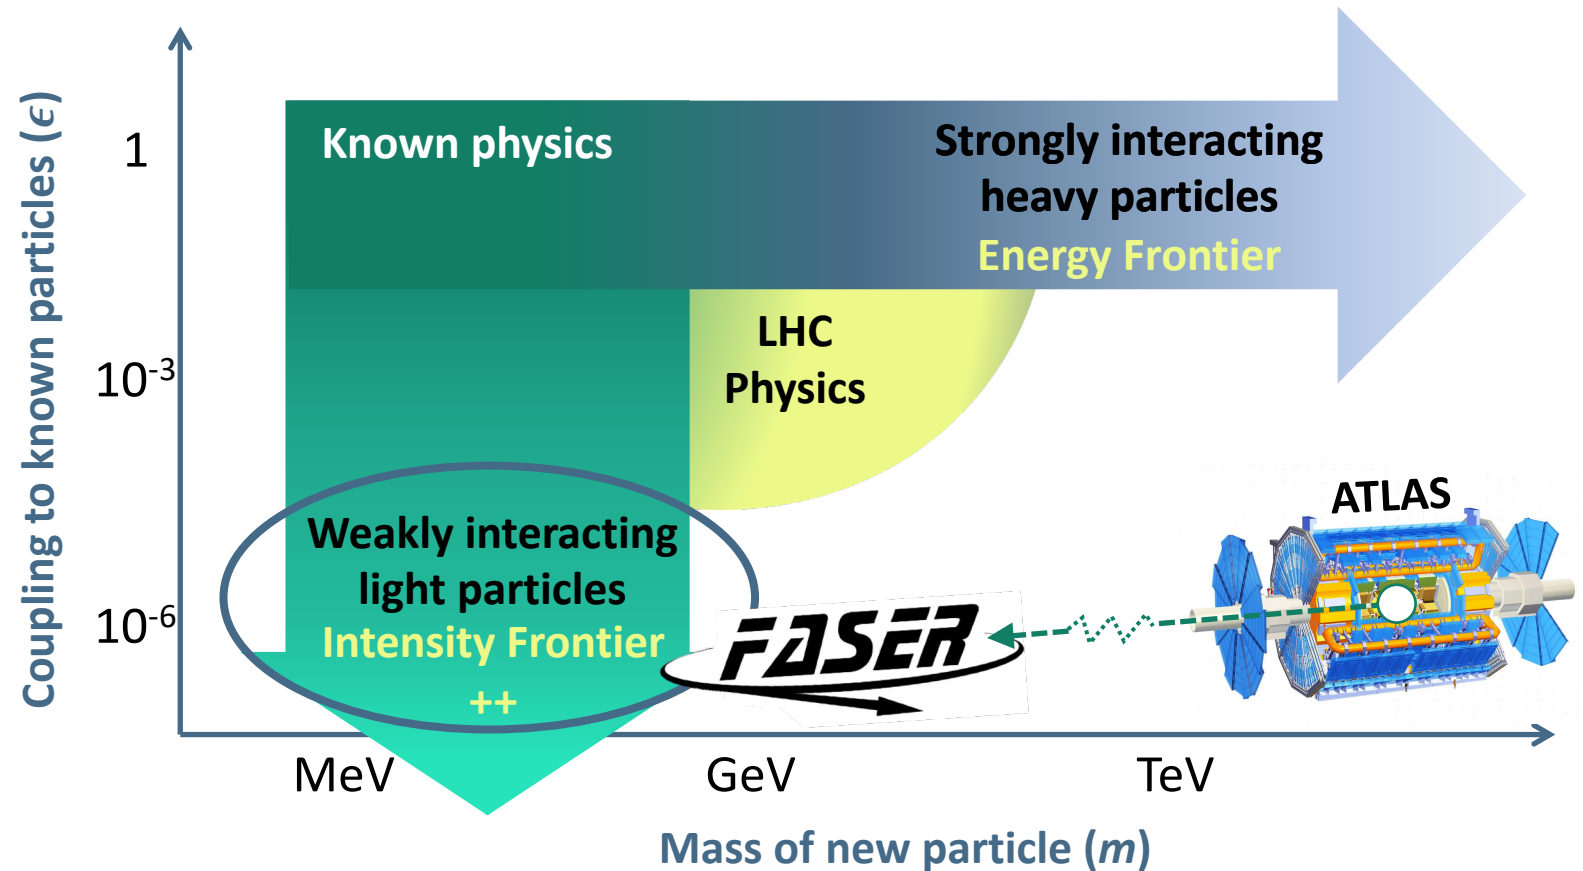 Coupling to known particles (ϵ)
1
10⁻³
10⁻⁶
Known physics
Strongly interacting
heavy particles
Energy Frontier
LHC
Physics
Weakly interacting
light particles
Intensity Frontier
++
FASER
ATLAS
MeV
GeV
TeV
Mass of new particle (m)